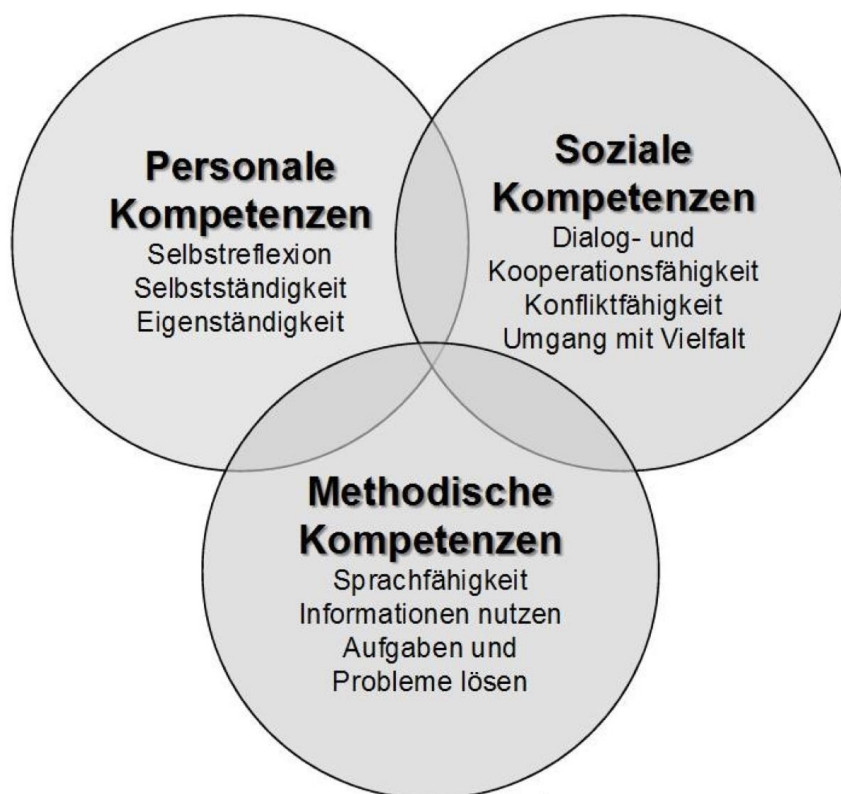 Personale
Kompetenzen
Selbstreflexion
Selbstständigkeit
Eigenständigkeit
Soziale
Kompetenzen
Dialog- und
Kooperationsfähigkeit
Konfliktfähigkeit
Umgang mit Vielfalt
Methodische
Kompetenzen
Sprachfähigkeit
Informationen nutzen
Aufgaben und
Probleme lösen